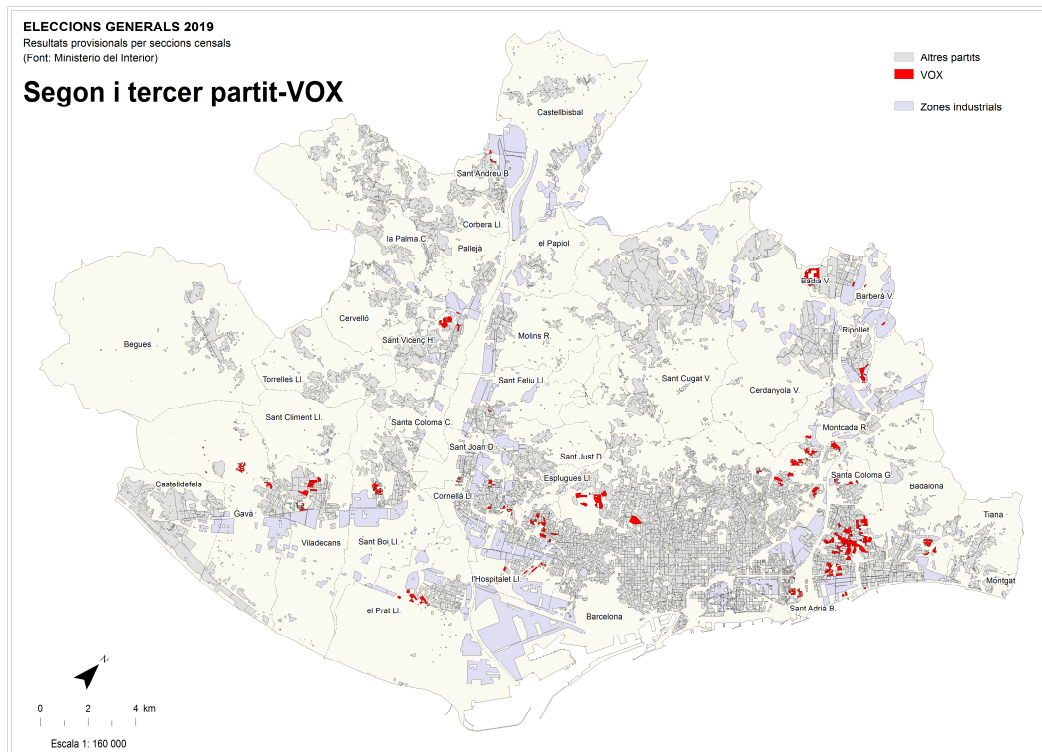 ELECCIONS GENERALS 2019
Resultats provisionals per seccions censals
(Font: Ministerio del Interior)
Segon i tercer partit-VOX
Altres partits
VOX
Zones industrials
Castellbisbal
Sant Andreu B
Corbera Ll.
la Palma C.
Pallejà
el Papiol
Badia V.
Barberà V.
Cervelló
Begues
Sant Vicenç H.
Molins R.
Ripollet
Torrelles Ll.
Sant Feliu Ll.
Sant Cugat V.
Cerdanyola V.
Sant Climent Ll.
Santa Coloma C.
Montcada R.
Sant Joan D
Sant Just D
Castelldefels
Esplugues Ll.
Santa Coloma G.
Badalona
Cornellà Ll
Gavà
Tiana
Viladecans
Sant Boi Ll.
l'Hospitalet Ll.
Montgat
el Prat Ll.
Barcelona
Sant Adrià B.
N
0 2 4 km
Escala 1: 160 000